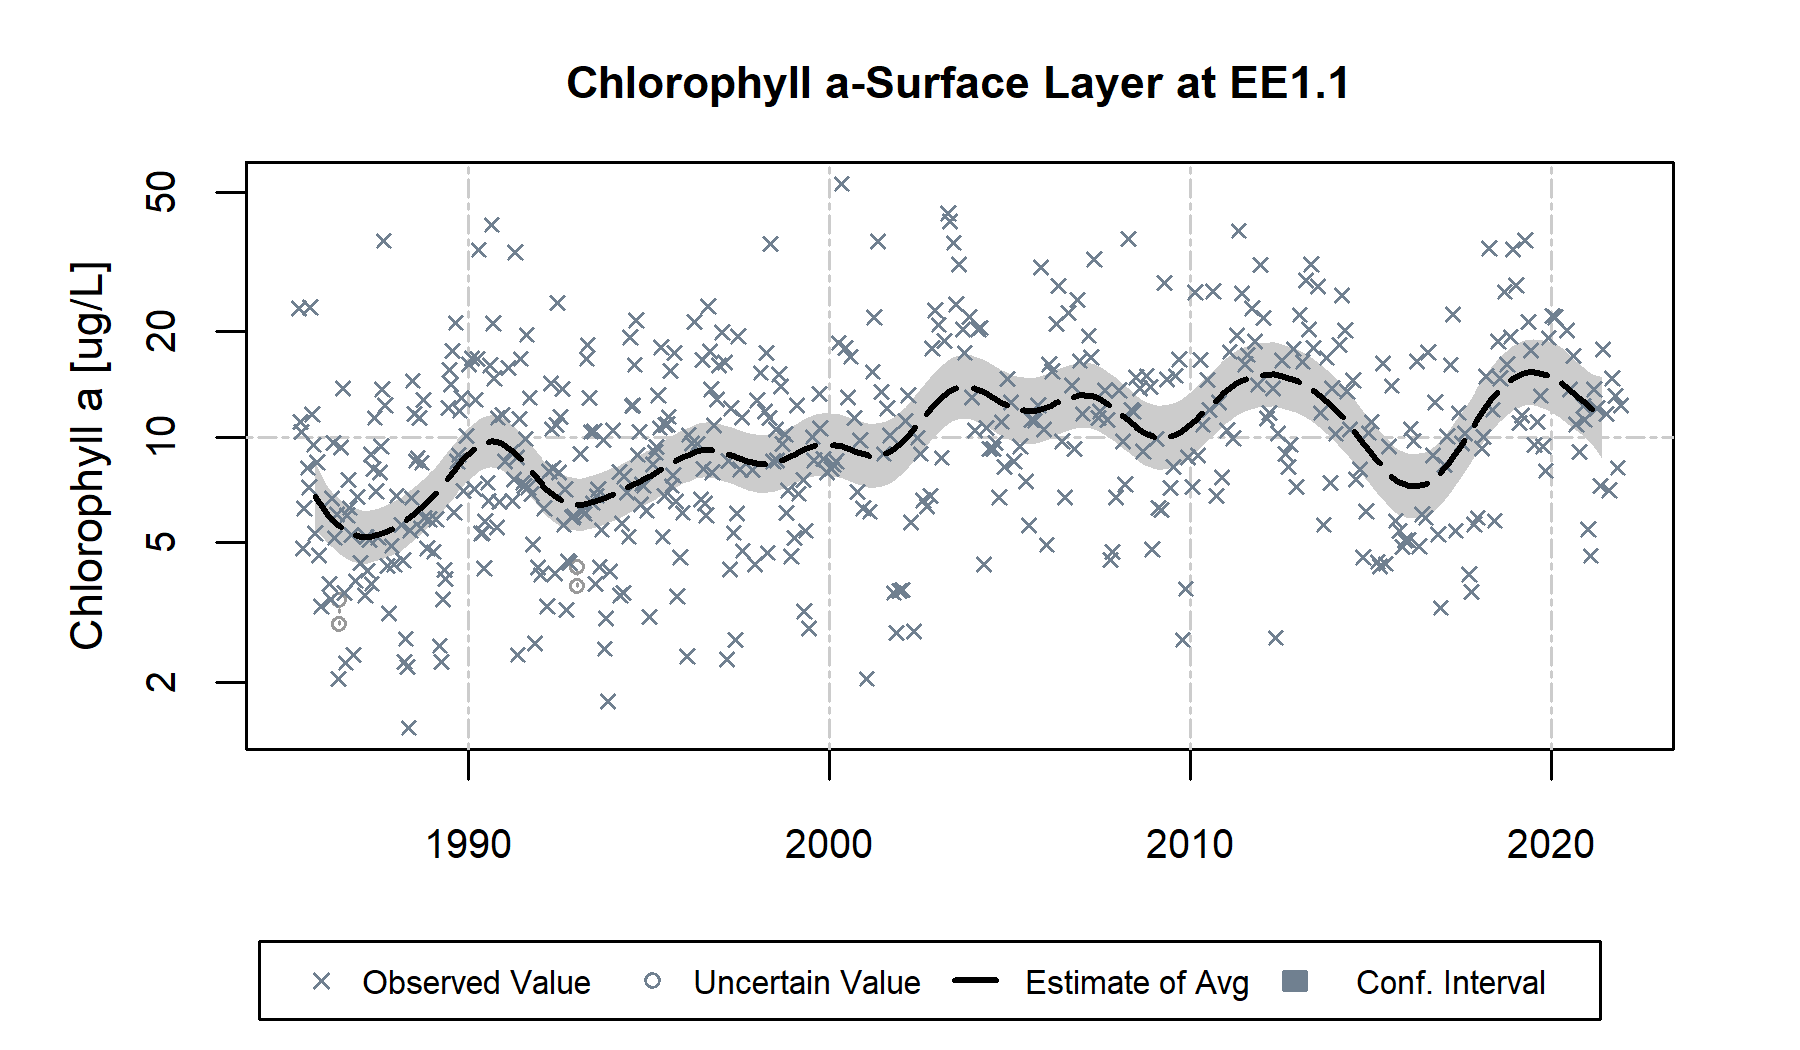 Chlorophyll a-Surface Layer at EE1.1
Chlorophyll a [ug/L]
50
20
10
5
2
1990 2000 2010 2020
Observed Value Uncertain Value Estimate of Avg Conf. Interval